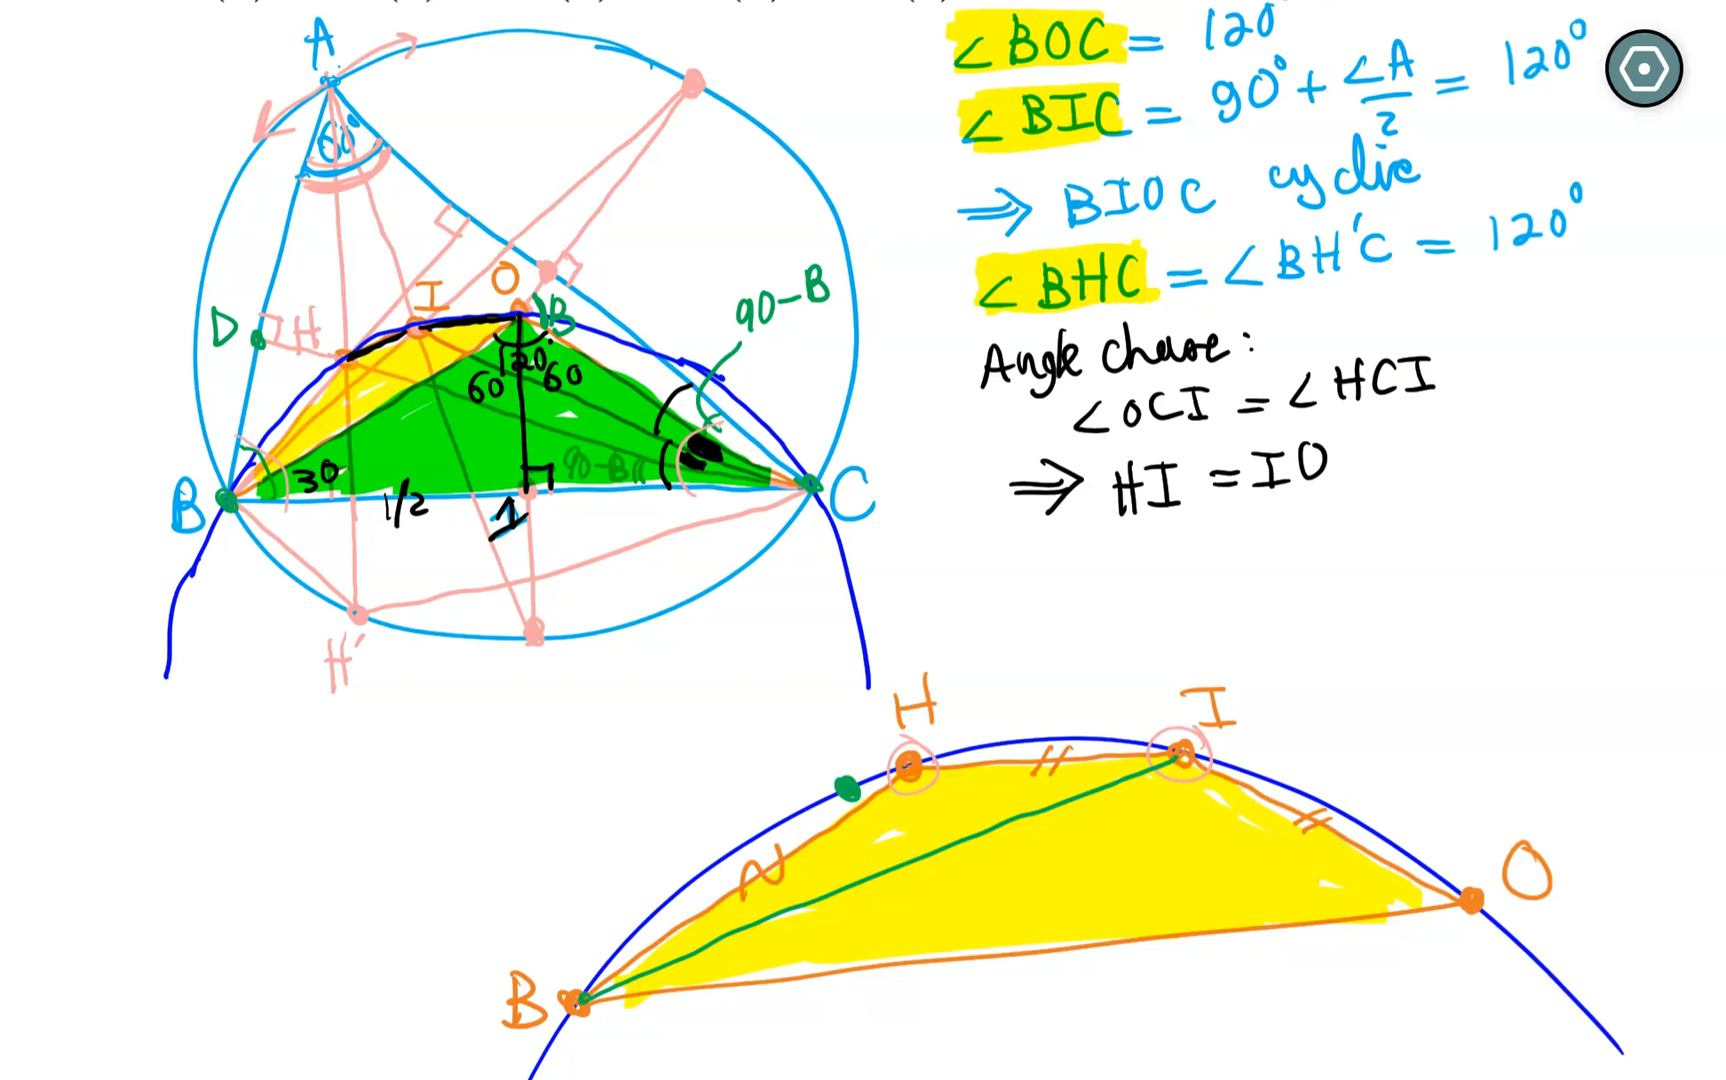 ∠BOC = 120
∠BIC = 90° + ∠A/2 = 120°
⇒ BIOC cyclic
∠BHC = ∠BH'C = 120°
Angle chase:
∠OCI = ∠HCI
⇒ HI = IO
A
60°
I
O
D
H
B
90-B
120
60
60
30
90-B
B
1/2
1
C
H'
H
I
O
B